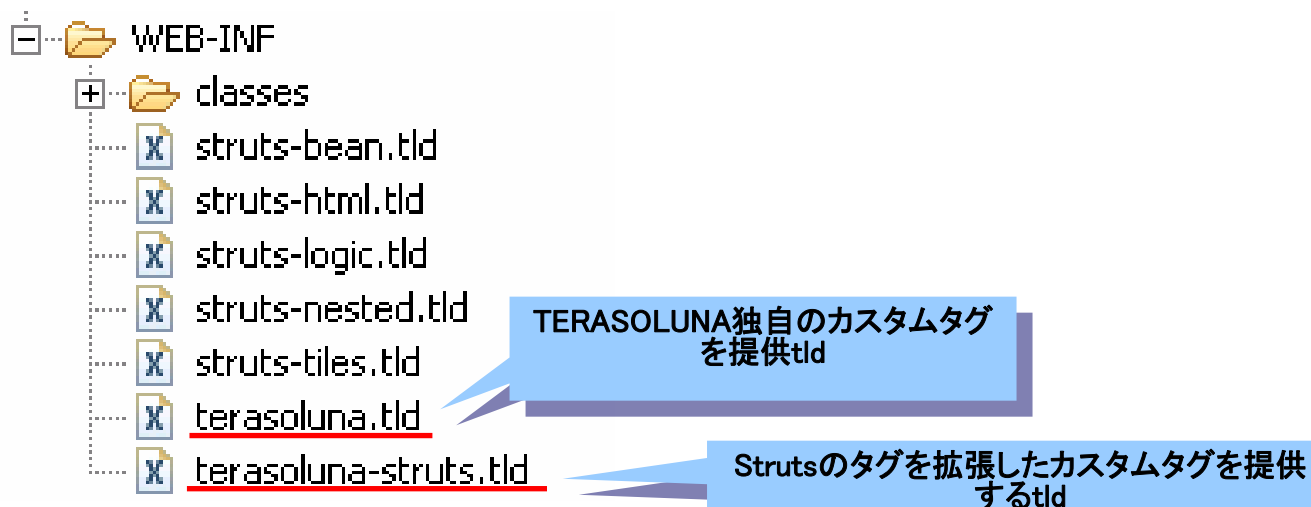 WEB-INF
classes
struts-bean.tld
struts-html.tld
struts-logic.tld
struts-nested.tld
TERASOLUNA独自のカスタムタグ
を提供tld
struts-tiles.tld
terasoluna.tld
terasoluna-struts.tld
Strutsのタグを拡張したカスタムタグを提供
するtld